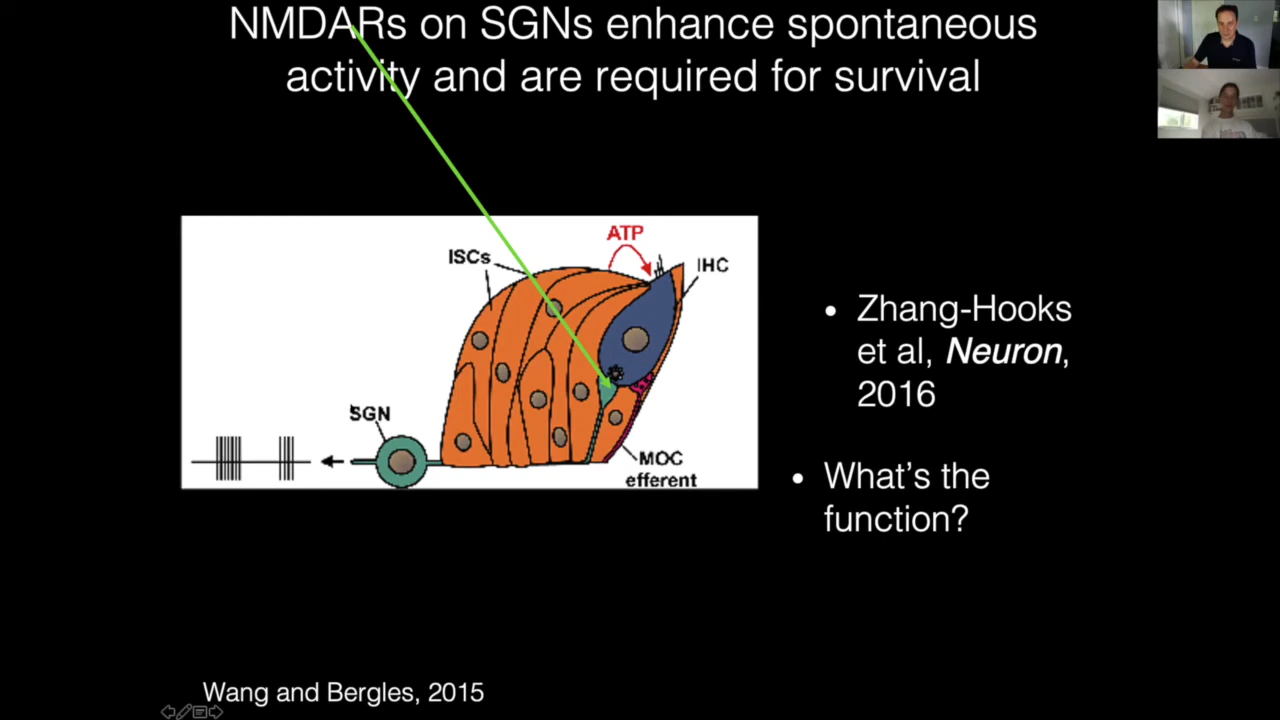 NMDARs on SGNs enhance spontaneous
activity and are required for survival
ATP
ISCs
IHC
SGN
MOC
efferent
• Zhang-Hooks
et al, Neuron,
2016
• What's the
function?
Wang and Bergles, 2015